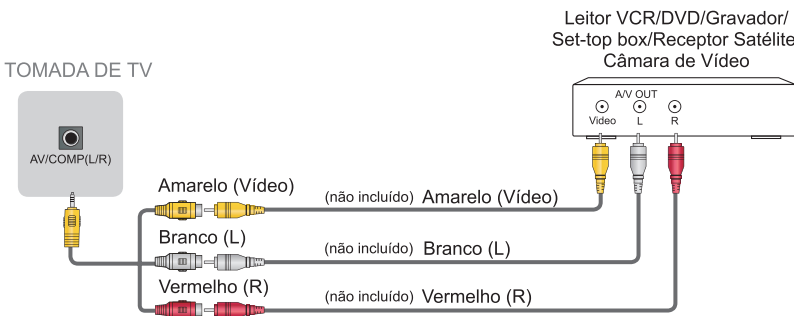 Leitor VCR/DVD/Gravador/
Set-top box/Receptor Satélite
Câmara de Vídeo
TOMADA DE TV
A/V OUT
Video L R
AV/COMP(L/R)
Amarelo (Vídeo) (não incluído) Amarelo (Vídeo)
Branco (L) (não incluído) Branco (L)
Vermelho (R) (não incluído) Vermelho (R)